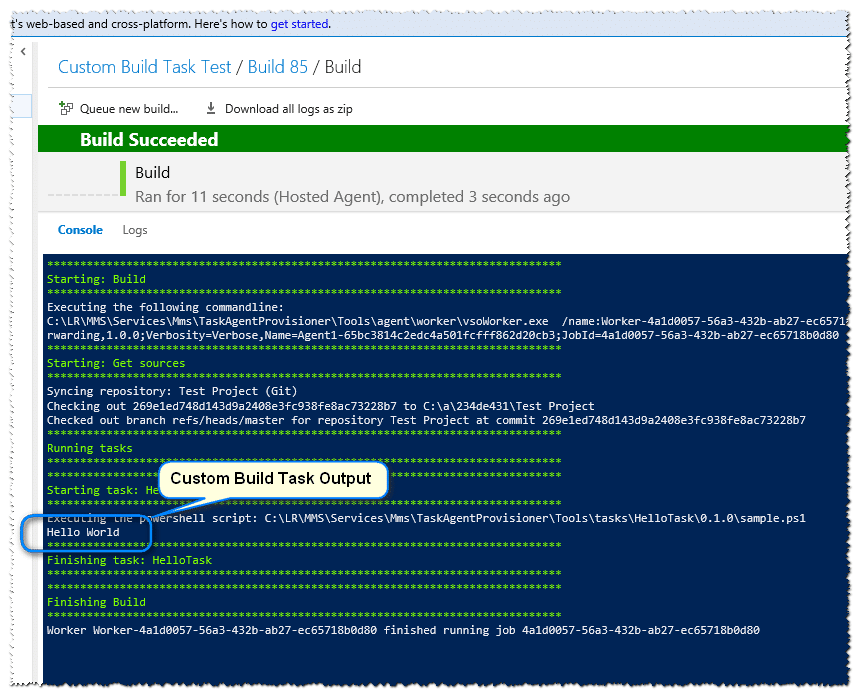 t's web-based and cross-platform. Here's how to get started.
Custom Build Task Test / Build 85 / Build
Queue new build... Download all logs as zip
Build Succeeded
Build
Ran for 11 seconds (Hosted Agent), completed 3 seconds ago
Console Logs
*******************************************************************************
Starting: Build
*******************************************************************************
Executing the following commandline:
C:\LR\MMS\Services\Mms\TaskAgentProvisioner\Tools\agent\worker\vsoWorker.exe /name:Worker-4a1d0057-56a3-432b-ab27-ec6571
rwarding,1.0.0;Verbosity=Verbose,Name=Agent1-65bc3814c2edc4a501fcfff862d20cb3;JobId=4a1d0057-56a3-432b-ab27-ec65718b0d80
*******************************************************************************
Starting: Get sources
*******************************************************************************
Syncing repository: Test Project (Git)
Checking out 269e1ed748d143d9a2408e3fc938fe8ac73228b7 to C:\a\234de431\Test Project
Checked out branch refs/heads/master for repository Test Project at commit 269e1ed748d143d9a2408e3fc938fe8ac73228b7
*******************************************************************************
Running tasks
*******************************************************************************
*******************************************************************************
Custom Build Task Output
Starting task: He
*******************************************************************************
Executing the powershell script: C:\LR\MMS\Services\Mms\TaskAgentProvisioner\Tools\tasks\HelloTask\0.1.0\sample.ps1
Hello World
*******************************************************************************
Finishing task: HelloTask
*******************************************************************************
*******************************************************************************
Finishing Build
*******************************************************************************
Worker Worker-4a1d0057-56a3-432b-ab27-ec65718b0d80 finished running job 4a1d0057-56a3-432b-ab27-ec65718b0d80